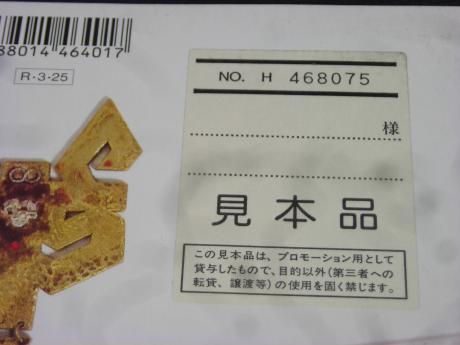 88014 464017
R・3・25
NO. H 468075
様
見本品
この見本品は、プロモーション用として
貸与したもので、目的以外(第三者への
転貸、譲渡等)の使用を固く禁じます。